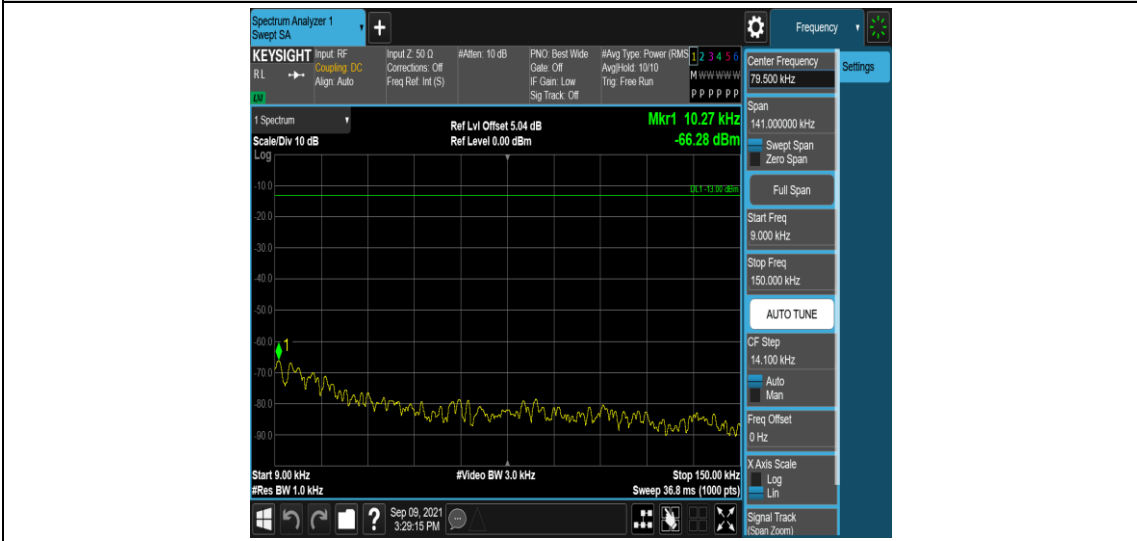 Spectrum Analyzer 1
Swept SA
+
Frequency
KEYSIGHT
RL
LXI
Input: RF
Coupling: DC
Align: Auto
Input Z: 50 Ω
Corrections: Off
Freq Ref: Int (S)
#Atten: 10 dB
PNO: Best Wide
Gate: Off
IF Gain: Low
Sig Track: Off
#Avg Type: Power (RMS
Avg|Hold: 10/10
Trig: Free Run
1 2 3 4 5 6
M W W W W W
P P P P P P
1 Spectrum
Scale/Div 10 dB
Log
Ref Lvl Offset 5.04 dB
Ref Level 0.00 dBm
Mkr1 10.27 kHz
-66.28 dBm
DL1 -13.00 dBm
-10.0
-20.0
-30.0
-40.0
-50.0
-60.0
1
-70.0
-80.0
-90.0
Start 9.00 kHz
#Res BW 1.0 kHz
#Video BW 3.0 kHz
Stop 150.00 kHz
Sweep 36.8 ms (1000 pts)
Center Frequency
79.500 kHz
Settings
Span
141.000000 kHz
Swept Span
Zero Span
Full Span
Start Freq
9.000 kHz
Stop Freq
150.000 kHz
AUTO TUNE
CF Step
14.100 kHz
Auto
Man
Freq Offset
0 Hz
X Axis Scale
Log
Lin
Signal Track
(Span Zoom)
?
Sep 09, 2021
3:29:15 PM